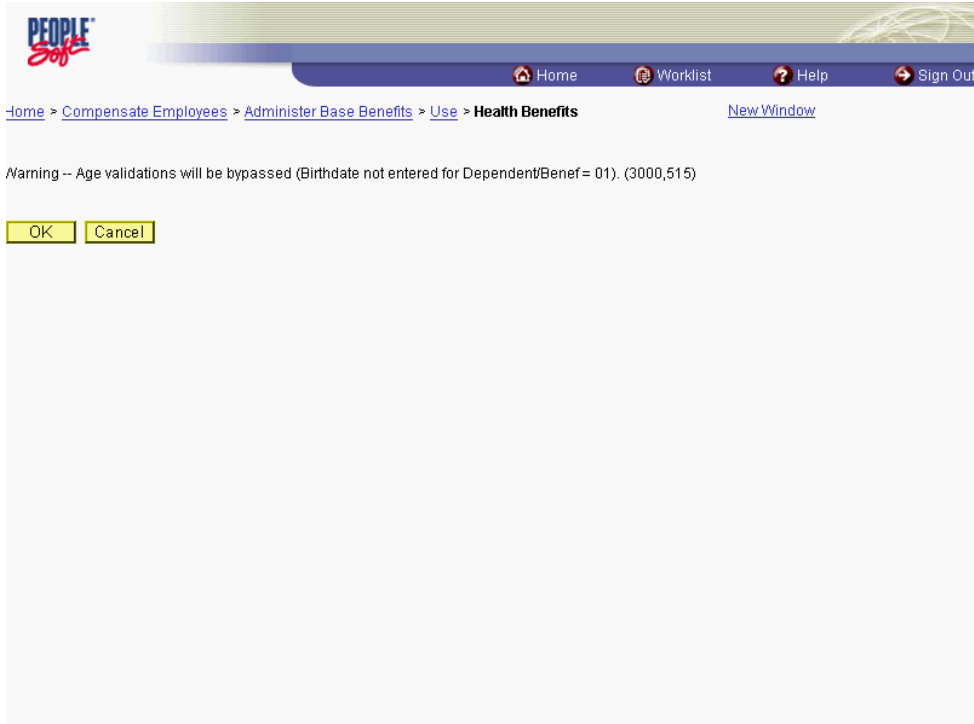 PEOPLE
Soft
Home Worklist Help Sign Out
Home > Compensate Employees > Administer Base Benefits > Use > Health Benefits New Window
Warning -- Age validations will be bypassed (Birthdate not entered for Dependent/Benef = 01). (3000,515)
OK Cancel